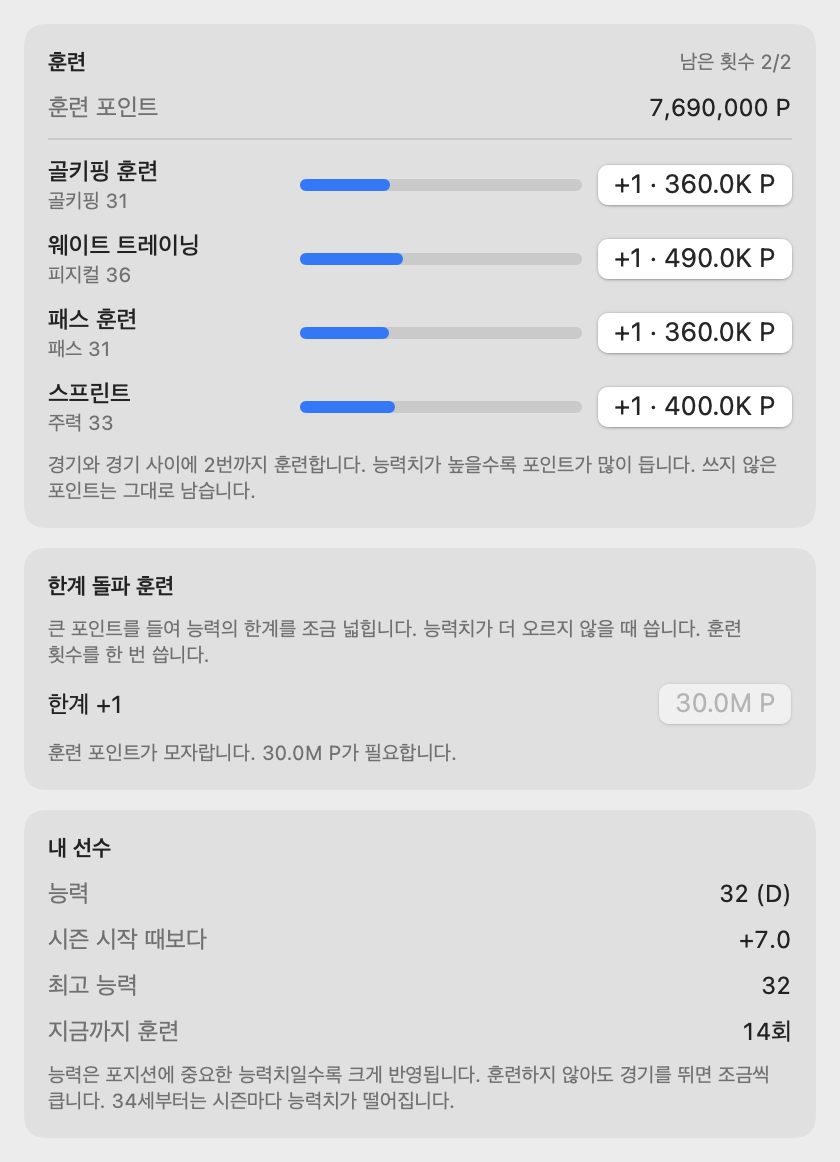 훈련
남은 횟수 2/2
훈련 포인트
7,690,000 P
골키핑 훈련
골키핑 31
+1 · 360.0K P
웨이트 트레이닝
피지컬 36
+1 · 490.0K P
패스 훈련
패스 31
+1 · 360.0K P
스프린트
주력 33
+1 · 400.0K P
경기와 경기 사이에 2번까지 훈련합니다. 능력치가 높을수록 포인트가 많이 듭니다. 쓰지 않은
포인트는 그대로 남습니다.
한계 돌파 훈련
큰 포인트를 들여 능력의 한계를 조금 넓힙니다. 능력치가 더 오르지 않을 때 씁니다. 훈련
횟수를 한 번 씁니다.
한계 +1
30.0M P
훈련 포인트가 모자랍니다. 30.0M P가 필요합니다.
내 선수
능력
32 (D)
시즌 시작 때보다
+7.0
최고 능력
32
지금까지 훈련
14회
능력은 포지션에 중요한 능력치일수록 크게 반영됩니다. 훈련하지 않아도 경기를 뛰면 조금씩
큽니다. 34세부터는 시즌마다 능력치가 떨어집니다.